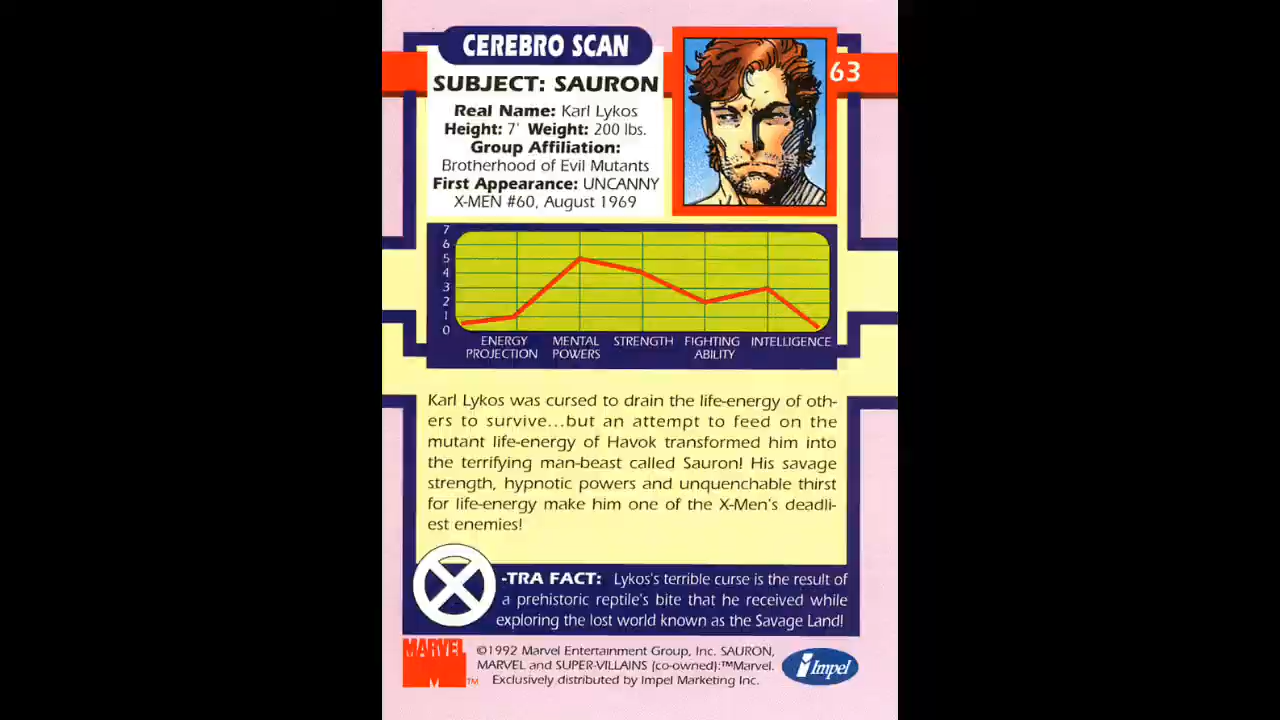 CEREBRO SCAN
SUBJECT: SAURON
63
Real Name: Karl Lykos
Height: 7' Weight: 200 lbs.
Group Affiliation:
Brotherhood of Evil Mutants
First Appearance: UNCANNY
X-MEN #60, August 1969
7
6
5
4
3
2
1
0
ENERGY PROJECTION
MENTAL POWERS
STRENGTH
FIGHTING ABILITY
INTELLIGENCE
Karl Lykos was cursed to drain the life-energy of oth-
ers to survive...but an attempt to feed on the
mutant life-energy of Havok transformed him into
the terrifying man-beast called Sauron! His savage
strength, hypnotic powers and unquenchable thirst
for life-energy make him one of the X-Men's deadli-
est enemies!
X-TRA FACT: Lykos's terrible curse is the result of
a prehistoric reptile's bite that he received while
exploring the lost world known as the Savage Land!
MARVEL
M TM
©1992 Marvel Entertainment Group, Inc. SAURON,
MARVEL and SUPER-VILLAINS (co-owned):™Marvel.
Exclusively distributed by Impel Marketing Inc.
Impel